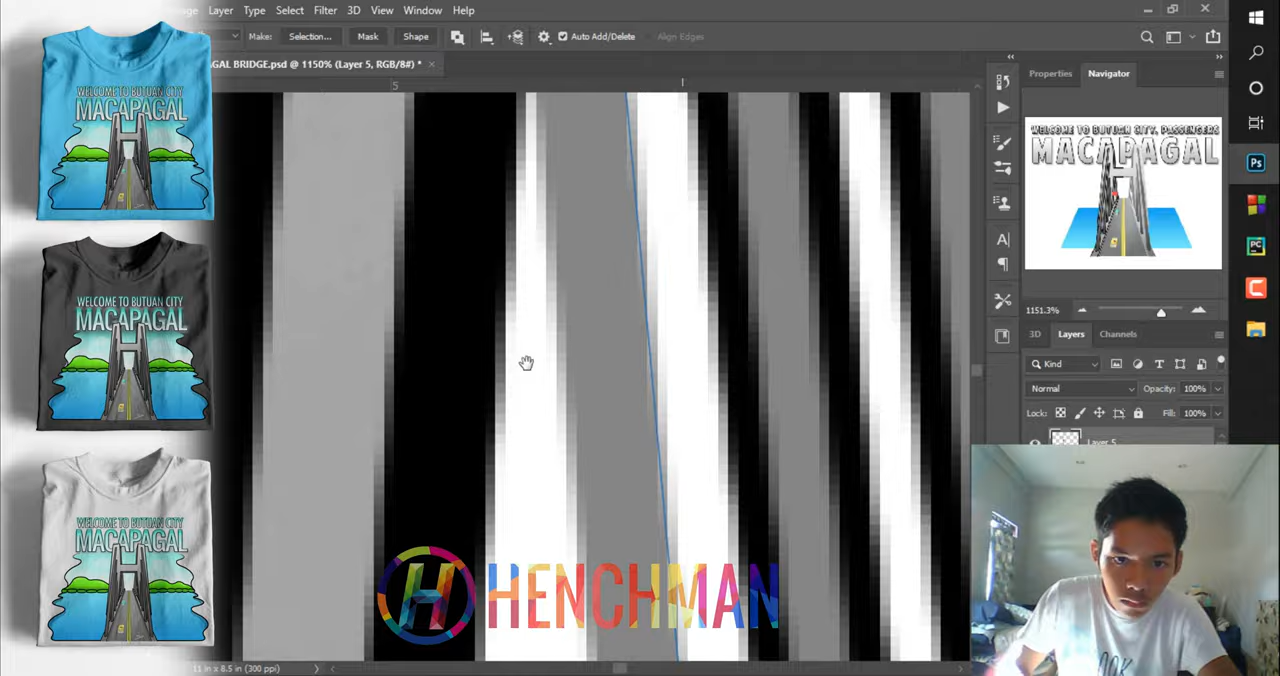 Layer Type Select Filter 3D View Window Help
Make: Selection... Mask Shape Auto Add/Delete Align Edges
GAL BRIDGE.psd @ 1150% (Layer 5, RGB/8#) *
5
Properties Navigator
WELCOME TO BUTUAN CITY, PASSENGERS
MACAPAGAL
1151.3%
3D Layers Channels
Kind
Normal Opacity: 100%
Lock: Fill: 100%
Layer 5
11 in x 8.5 in (300 ppi)
WELCOME TO BUTUAN CITY
MACAPAGAL
WELCOME TO BUTUAN CITY
MACAPAGAL
WELCOME TO BUTUAN CITY
MACAPAGAL
H HENCHMAN
Ps
PC
C